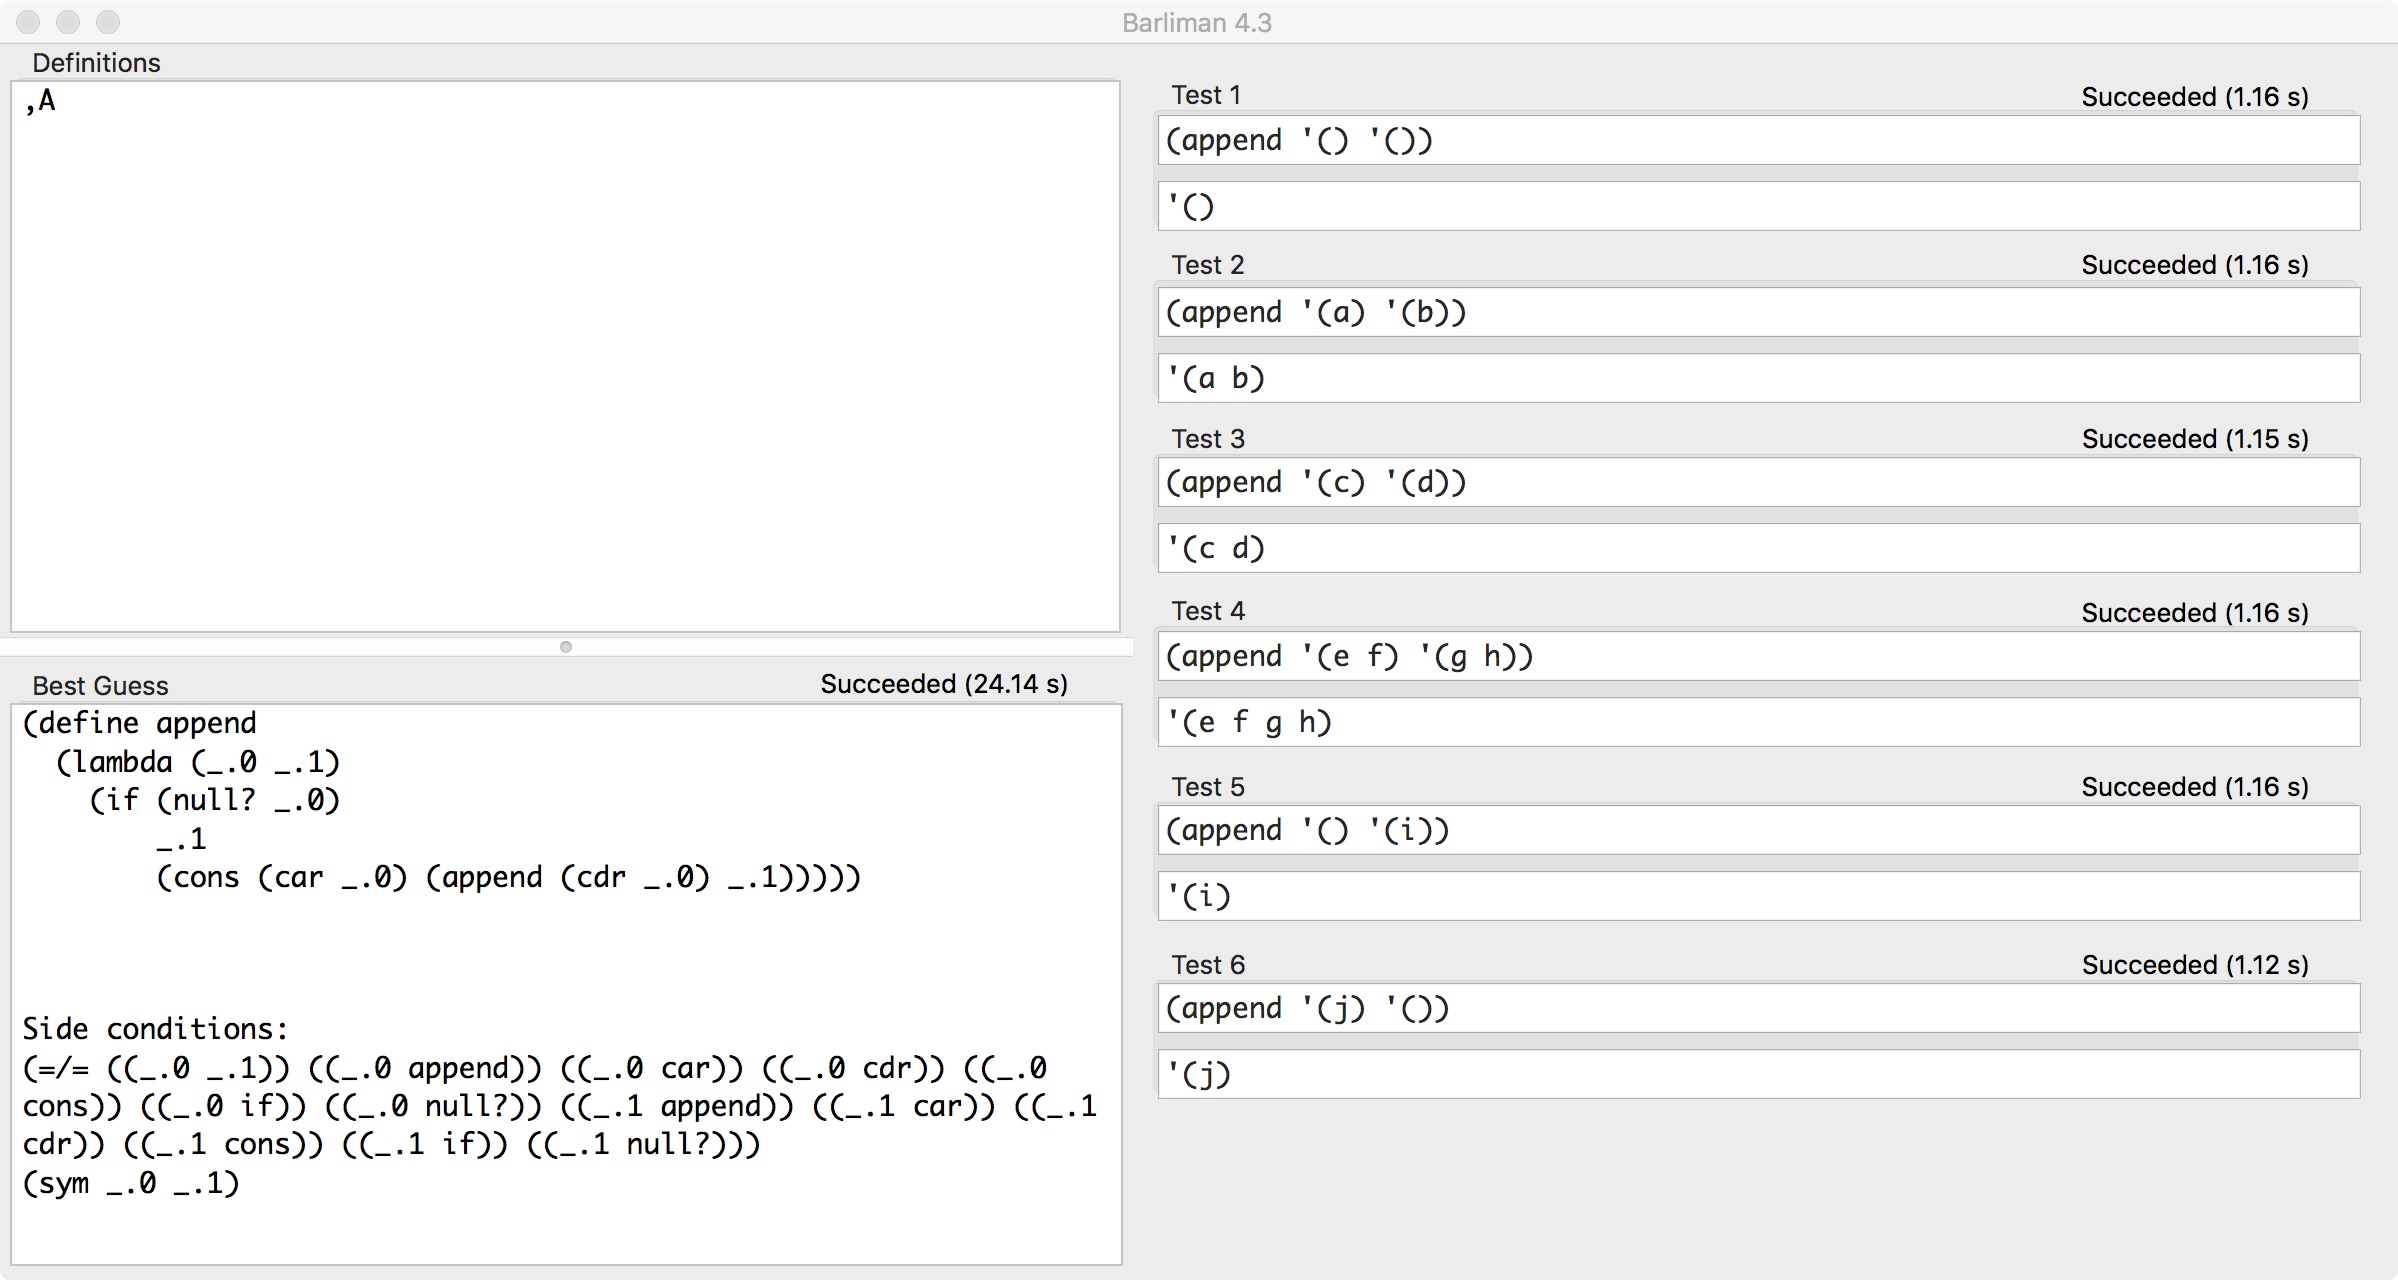 Barliman 4.3
Definitions
,A
Best Guess
Succeeded (24.14 s)
(define append
  (lambda (_.0 _.1)
    (if (null? _.0)
        _.1
        (cons (car _.0) (append (cdr _.0) _.1)))))
Side conditions:
(=/= ((_.0 _.1)) ((_.0 append)) ((_.0 car)) ((_.0 cdr)) ((_.0
cons)) ((_.0 if)) ((_.0 null?)) ((_.1 append)) ((_.1 car)) ((_.1
cdr)) ((_.1 cons)) ((_.1 if)) ((_.1 null?)))
(sym _.0 _.1)
Test 1
Succeeded (1.16 s)
(append '() '())
'()
Test 2
Succeeded (1.16 s)
(append '(a) '(b))
'(a b)
Test 3
Succeeded (1.15 s)
(append '(c) '(d))
'(c d)
Test 4
Succeeded (1.16 s)
(append '(e f) '(g h))
'(e f g h)
Test 5
Succeeded (1.16 s)
(append '() '(i))
'(i)
Test 6
Succeeded (1.12 s)
(append '(j) '())
'(j)